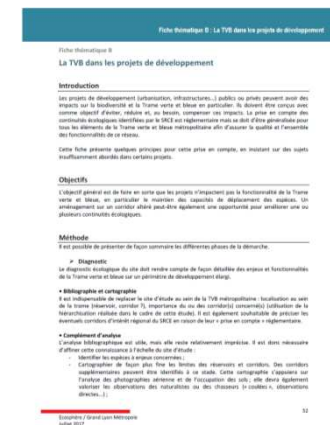 Fiche thématique B : La TVB dans les projets de développement
Fiche thématique B
La TVB dans les projets de développement
Introduction
Les projets de développement (urbanisation, infrastructures…) publics ou privés peuvent avoir des
impacts sur la biodiversité et la Trame verte et bleue en particulier. Ils doivent être conçus avec
comme objectif d'éviter, réduire et, au besoin, compenser ces impacts. La prise en compte des
continuités écologiques identifiées par le SRCE est réglementaire mais se doit d'être généralisée pour
tous les éléments de la Trame verte et bleue métropolitaine afin d'assurer la qualité et l'ensemble
des fonctionnalités de ce réseau.
Cette fiche présente quelques principes pour cette prise en compte, en insistant sur des sujets
insuffisamment abordés dans certains projets.
Objectifs
L'objectif général est de faire en sorte que les projets n'impactent pas la fonctionnalité de la Trame
verte et bleue, en particulier le maintien des capacités de déplacement des espèces. Un
aménagement sur un corridor altéré peut-être également une opportunité pour améliorer une ou
plusieurs continuités écologiques.
Méthode
Il est possible de présenter de façon sommaire les différentes phases de la démarche.
➢ Diagnostic
Le diagnostic écologique du site doit rendre compte de façon détaillée des enjeux et fonctionnalités
de la Trame verte et bleue sur un périmètre de développement élargi.
• Bibliographie et cartographie
Il est indispensable de replacer le site d'étude au sein de la TVB métropolitaine : localisation au sein
de la trame (réservoir, corridor ?), importance du ou des corridor(s) concerné(s) (utilisation de la
hiérarchisation réalisée dans le cadre de cette étude). Il est également souhaitable de préciser les
éventuels corridors d'intérêt régional du SRCE en raison de leur « prise en compte » réglementaire.
• Complément d'analyse
L'analyse bibliographique est utile, mais elle reste relativement imprécise. Il est donc nécessaire
d'affiner cette connaissance à l'échelle du site d'étude :
- Identifier les espèces à enjeux concernées ;
- Cartographier de façon plus fine les limites des réservoirs et corridors. Des corridors
supplémentaires peuvent être identifiés à ce stade. Cette cartographie s'appuiera sur
l'analyse des photographies aérienne et de l'occupation des sols ; elle devra également
valoriser les observations des naturalistes ou des chasseurs (« coulées », observations
directes…) ;
52
Ecosphère / Grand Lyon Métropole
Juillet 2017